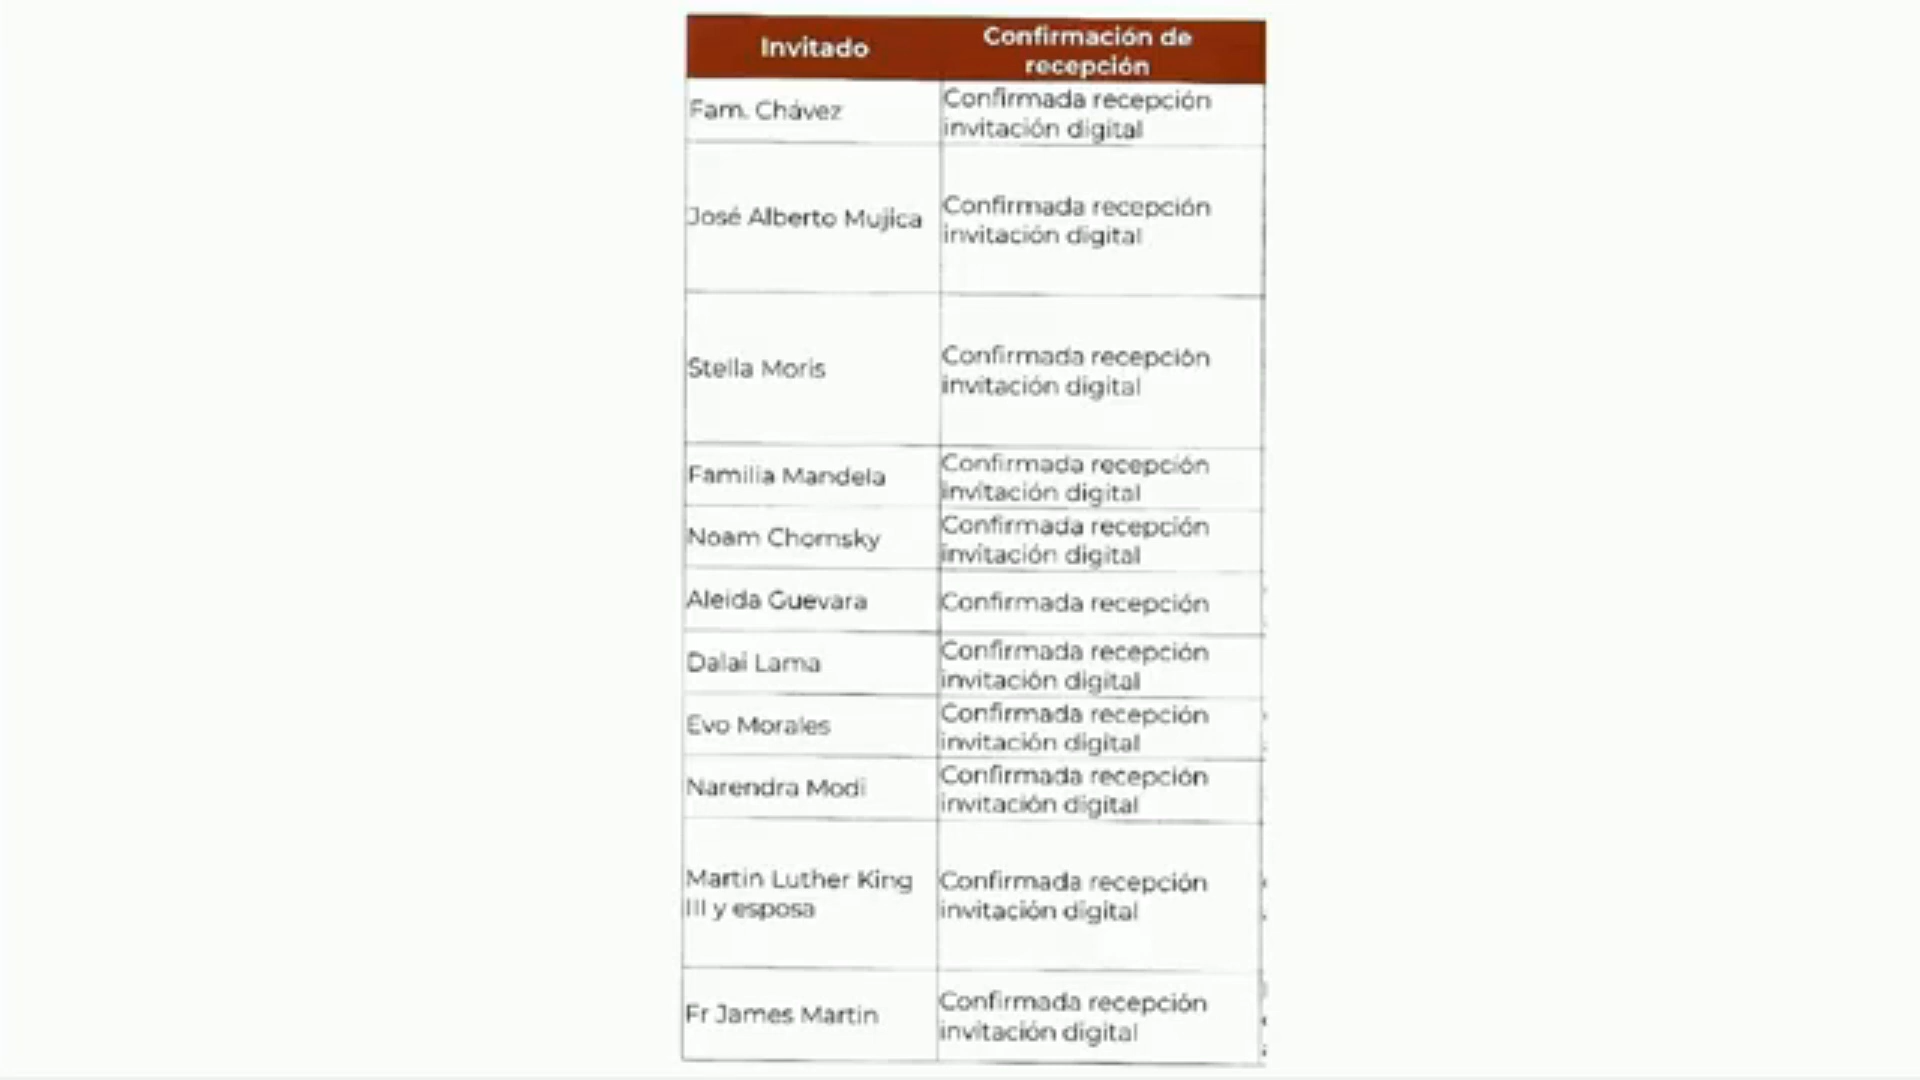 Invitado
Confirmación de
recepción
Fam. Chávez
Confirmada recepción
invitación digital
José Alberto Mujica
Confirmada recepción
invitación digital
Stella Moris
Confirmada recepción
invitación digital
Familia Mandela
Confirmada recepción
invitación digital
Noam Chomsky
Confirmada recepción
invitación digital
Aleida Guevara
Confirmada recepción
Dalai Lama
Confirmada recepción
invitación digital
Evo Morales
Confirmada recepción
invitación digital
Narendra Modi
Confirmada recepción
invitación digital
Martin Luther King
III y esposa
Confirmada recepción
invitación digital
Fr James Martin
Confirmada recepción
invitación digital